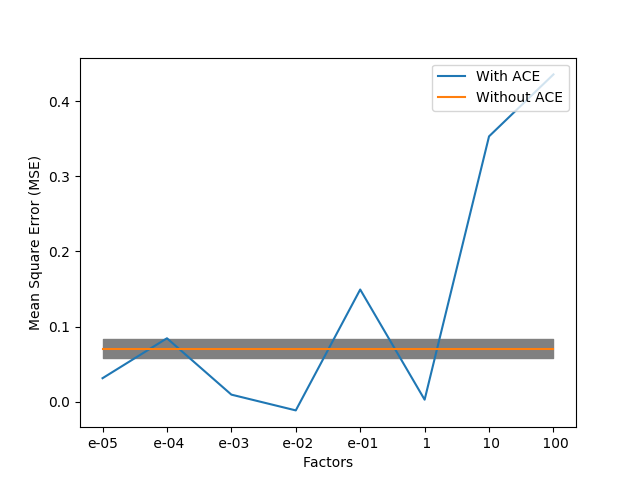 With ACE
Without ACE
0.4
0.3
0.2
0.1
0.0
Mean Square Error (MSE)
e-05 e-04 e-03 e-02 e-01 1 10 100
Factors